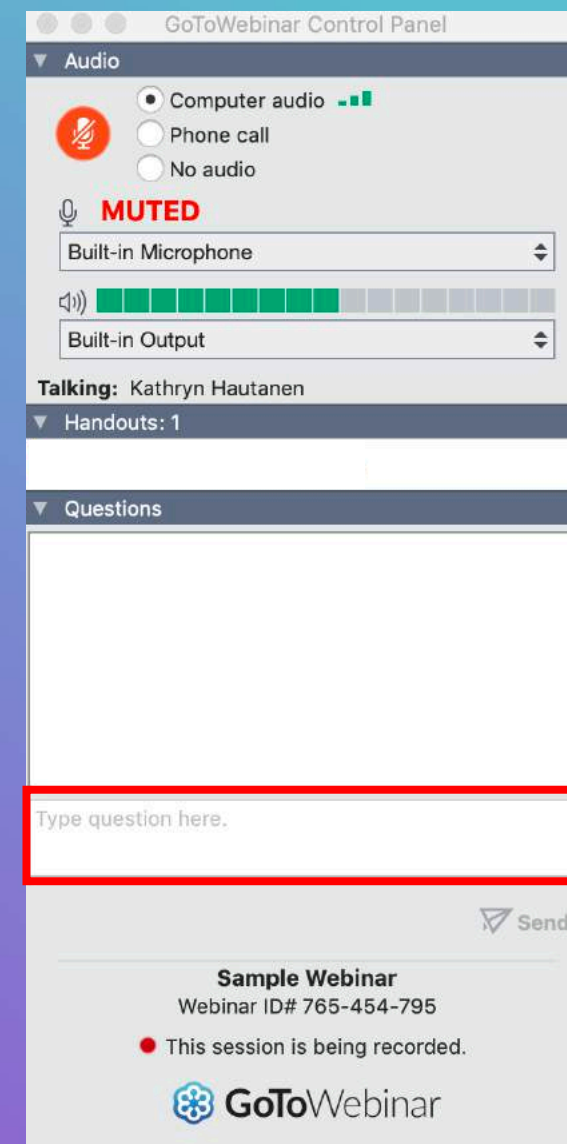 GoToWebinar Control Panel
Audio
Computer audio
Phone call
No audio
MUTED
Built-in Microphone
Built-in Output
Talking: Kathryn Hautanen
Handouts: 1
Questions
Type question here.
Send
Sample Webinar
Webinar ID# 765-454-795
This session is being recorded.
GoToWebinar